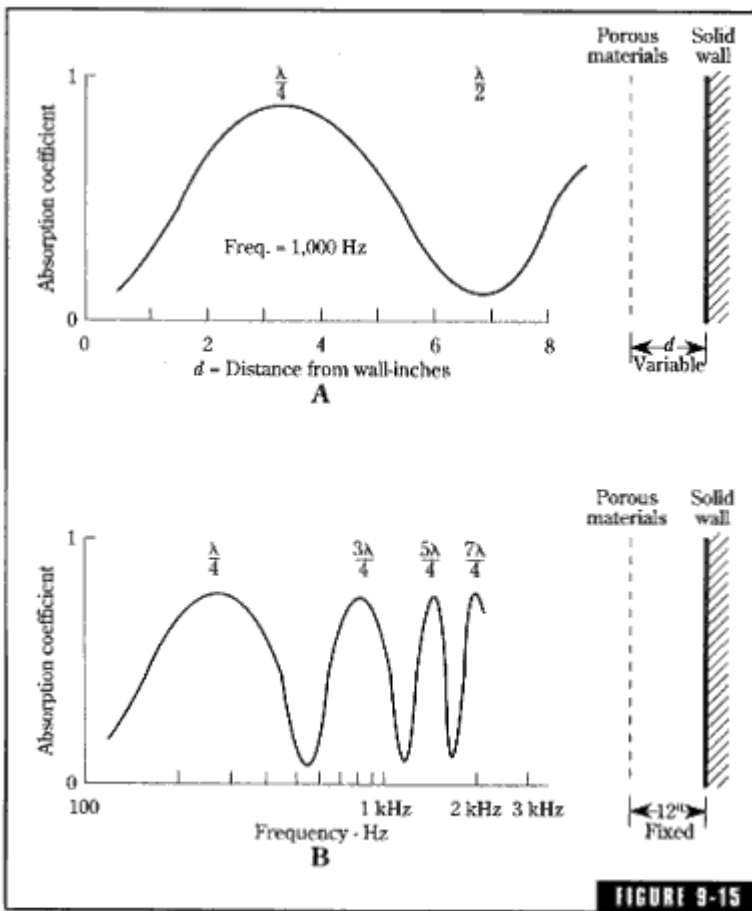 Porous Solid
materials wall
1
λ/4
λ/2
Absorption coefficient
Freq. = 1,000 Hz
0
0 2 4 6 8
d = Distance from wall-inches
A
d
Variable
Porous Solid
materials wall
1
λ/4
3λ/4
5λ/4
7λ/4
Absorption coefficient
0
100 1 kHz 2 kHz 3 kHz
Frequency - Hz
B
12"
Fixed
FIGURE 9-15